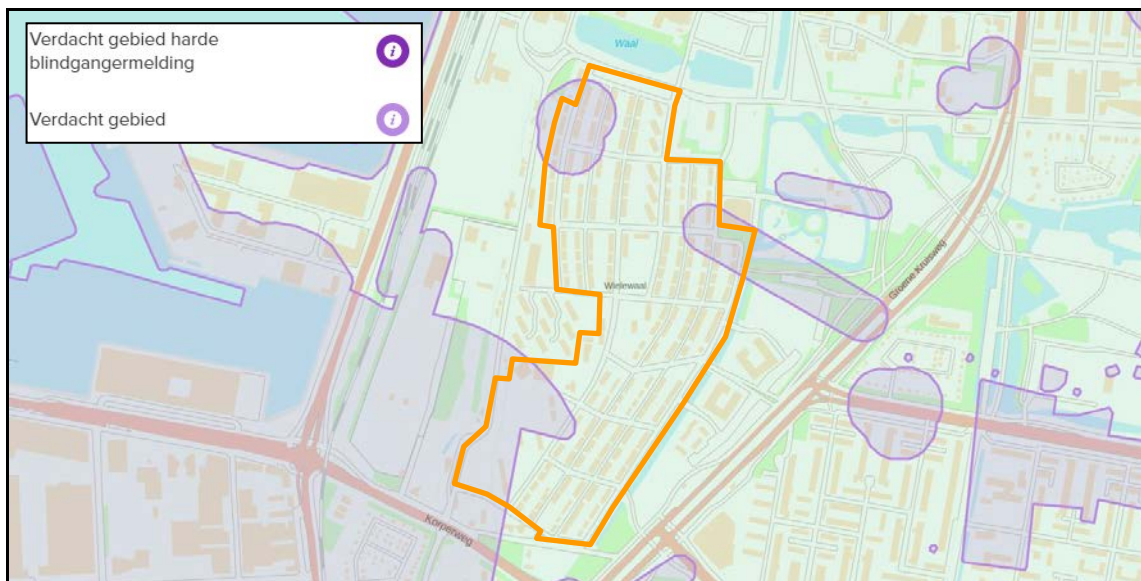 Verdacht gebied harde
blindgangermelding
i
Verdacht gebied
i
Waal
Wielewaal
Groene Kruisweg
Korperweg